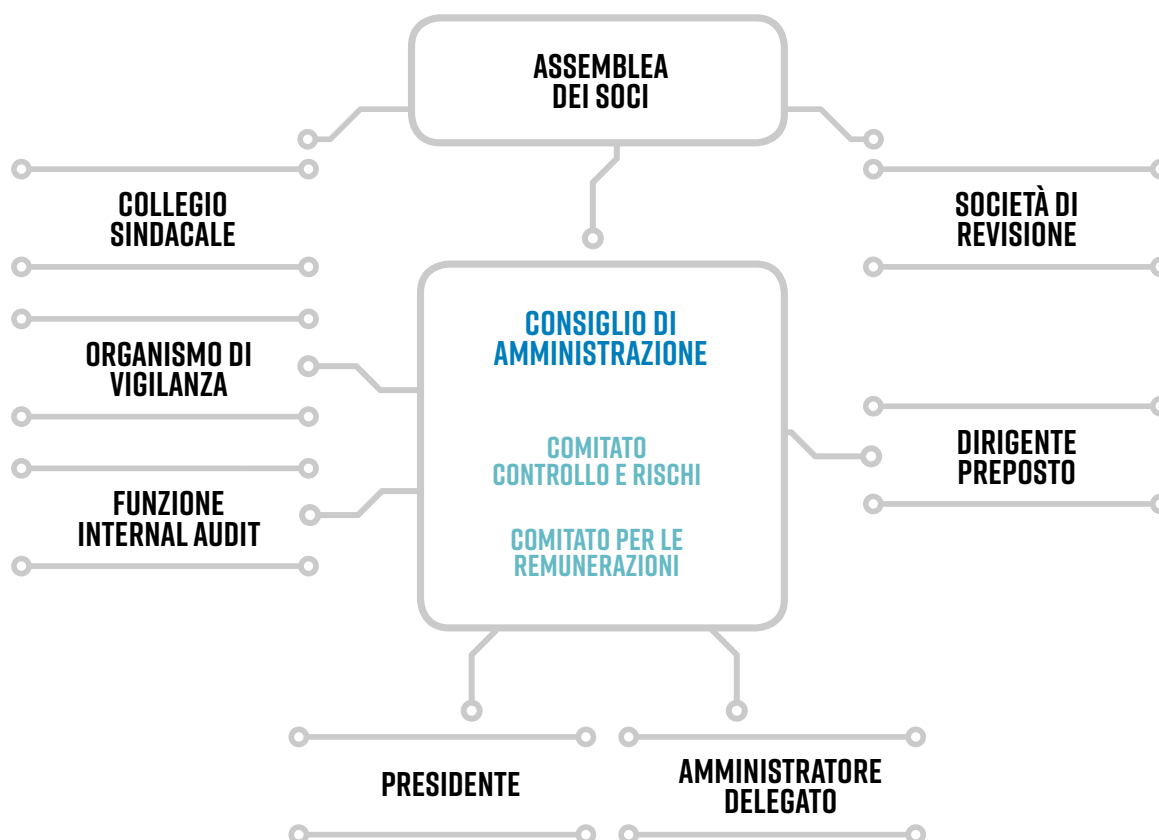 ASSEMBLEA
DEI SOCI
COLLEGIO
SINDACALE
SOCIETÀ DI
REVISIONE
CONSIGLIO DI
AMMINISTRAZIONE
ORGANISMO DI
VIGILANZA
COMITATO
CONTROLLO E RISCHI
DIRIGENTE
PREPOSTO
FUNZIONE
INTERNAL AUDIT
COMITATO PER LE
REMUNERAZIONI
PRESIDENTE
AMMINISTRATORE
DELEGATO